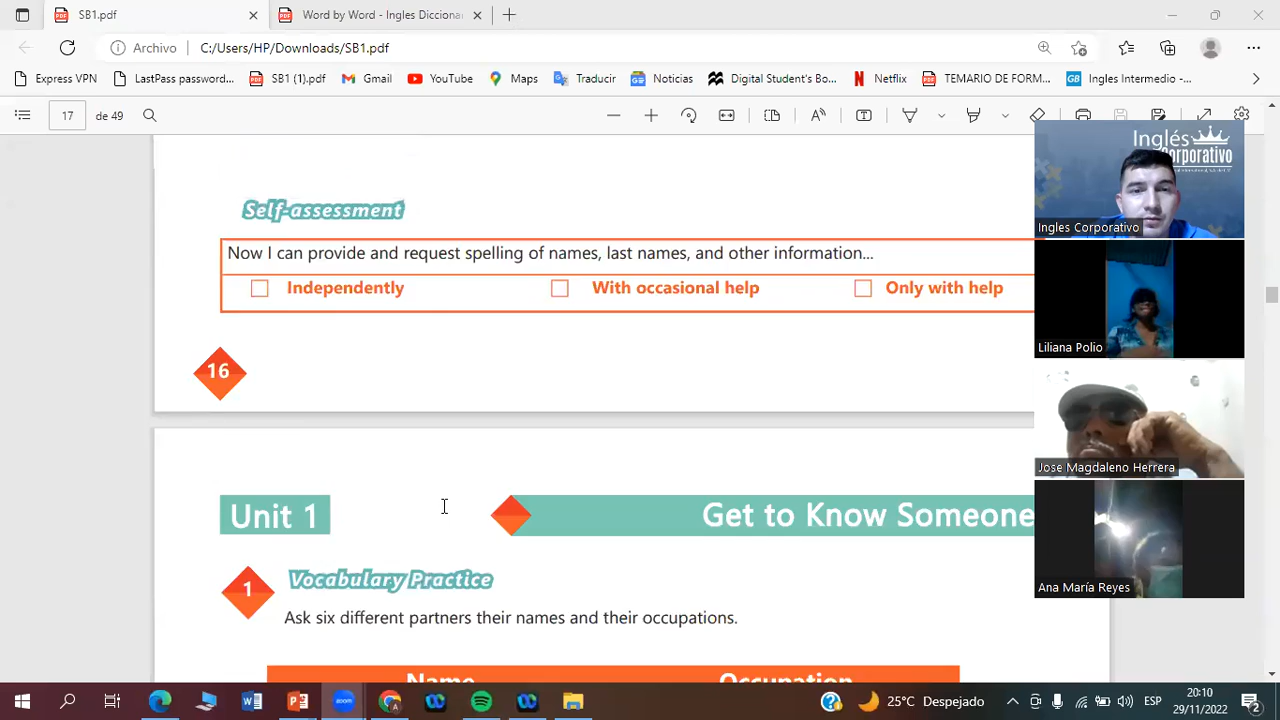 SB1.pdf
Word by Word - Ingles Dicciona
Archivo
C:/Users/HP/Downloads/SB1.pdf
Express VPN
LastPass password...
SB1 (1).pdf
Gmail
YouTube
Maps
Traducir
Noticias
Digital Student's Bo...
Netflix
TEMARIO DE FORM...
Ingles Intermedio -...
17
de 49
Self-assessment
Now I can provide and request spelling of names, last names, and other information...
Independently
With occasional help
Only with help
16
Unit 1
Get to Know Someone
1
Vocabulary Practice
Ask six different partners their names and their occupations.
Name
Occupation
Inglés
Corporativo
Ingles Corporativo
Liliana Polio
Jose Magdaleno Herrera
Ana María Reyes
25°C
Despejado
ESP
20:10
29/11/2022
2